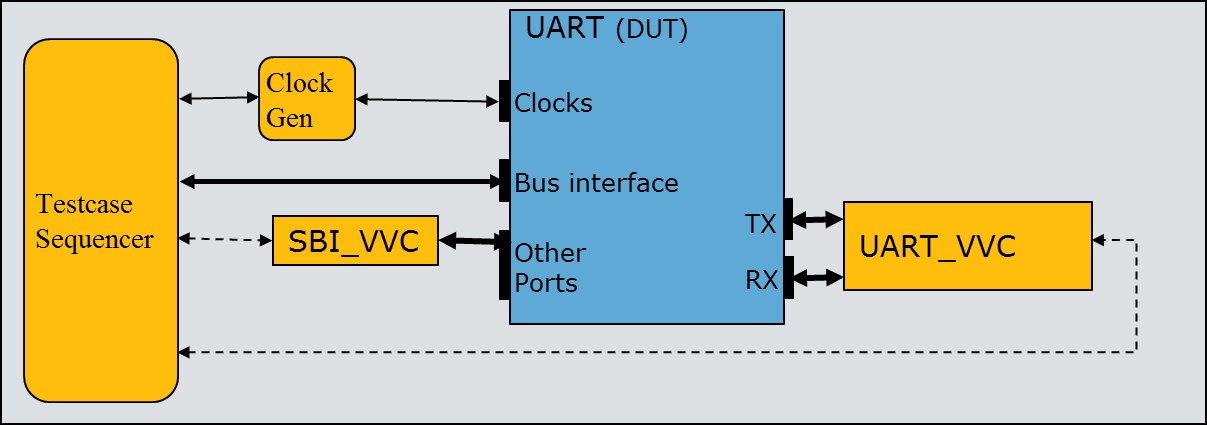 UART (DUT)
Clock
Gen
Clocks
Bus interface
Testcase
Sequencer
SBI_VVC
Other
Ports
TX
RX
UART_VVC